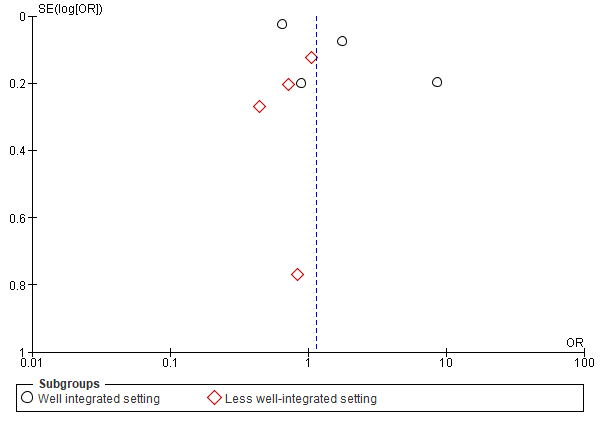 SE(log[OR])
0
0.2
0.4
0.6
0.8
1
OR
0.01 0.1 1 10 100
Subgroups
Well integrated setting Less well-integrated setting